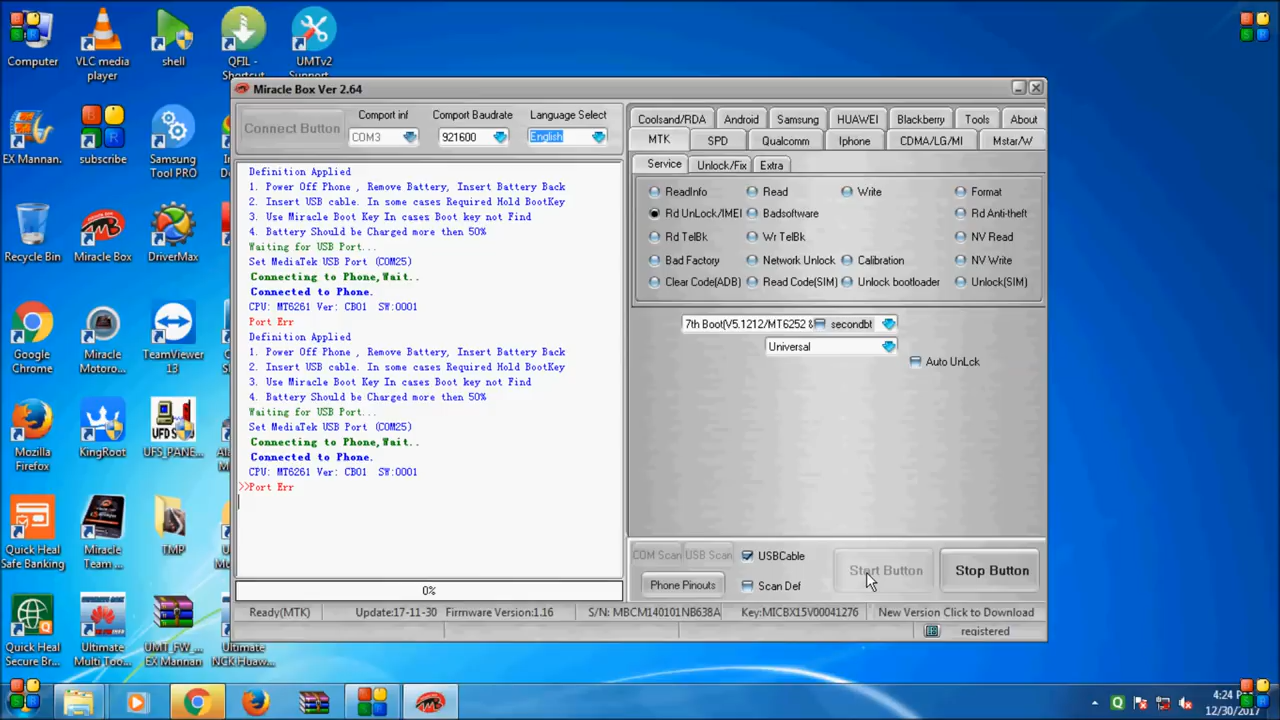 Computer
VLC media
player
shell
QFIL -
Shortcut
UMTv2
Support
EX Mannan.
subscribe
Samsung
Tool PRO
Recycle Bin
Miracle Box
DriverMax
Google
Chrome
Miracle
Motoro...
TeamViewer
13
Mozilla
Firefox
KingRoot
UFS_PANE...
Quick Heal
Safe Banking
Miracle
Team ...
TMP
Quick Heal
Secure Br...
Ultimate
Multi Too...
UMT_FW_...
EX Mannan
Ultimate
NCK Huaw...
Miracle Box Ver 2.64
Connect Button
Comport inf
COM3
Comport Baudrate
921600
Language Select
English
Definition Applied
1. Power Off Phone , Remove Battery, Insert Battery Back
2. Insert USB cable. In some cases Required Hold BootKey
3. Use Miracle Boot Key In cases Boot key not Find
4. Battery Should be Charged more then 50%
Waiting for USB Port...
Set MediaTek USB Port (COM25)
Connecting to Phone,Wait..
Connected to Phone.
CPU: MT6261 Ver: CB01 SW:0001
Port Err
Definition Applied
1. Power Off Phone , Remove Battery, Insert Battery Back
2. Insert USB cable. In some cases Required Hold BootKey
3. Use Miracle Boot Key In cases Boot key not Find
4. Battery Should be Charged more then 50%
Waiting for USB Port...
Set MediaTek USB Port (COM25)
Connecting to Phone,Wait..
Connected to Phone.
CPU: MT6261 Ver: CB01 SW:0001
>>Port Err
0%
Coolsand/RDA Android Samsung HUAWEI Blackberry Tools About
MTK SPD Qualcomm Iphone CDMA/LG/MI Mstar/W
Service Unlock/Fix Extra
ReadInfo Read Write Format
Rd UnLock/IMEI Badsoftware Rd Anti-theft
Rd TelBk Wr TelBk NV Read
Bad Factory Network Unlock Calibration NV Write
Clear Code(ADB) Read Code(SIM) Unlock bootloader Unlock(SIM)
7th Boot(V5.1212/MT6252 & secondbt
Universal
Auto UnLck
COM Scan USB Scan USBCable Start Button Stop Button
Phone Pinouts Scan Def
Ready(MTK) Update:17-11-30 Firmware Version:1.16 S/N: MBCM140101NB638A Key:MICBX15V00041276 New Version Click to Download
registered
4:24 PM
12/30/2017